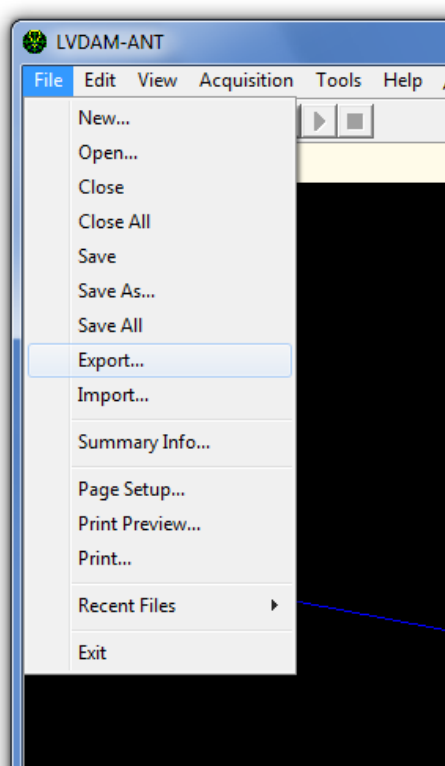 LVDAM-ANT
File Edit View Acquisition Tools Help
New...
Open...
Close
Close All
Save
Save As...
Save All
Export...
Import...
Summary Info...
Page Setup...
Print Preview...
Print...
Recent Files
Exit